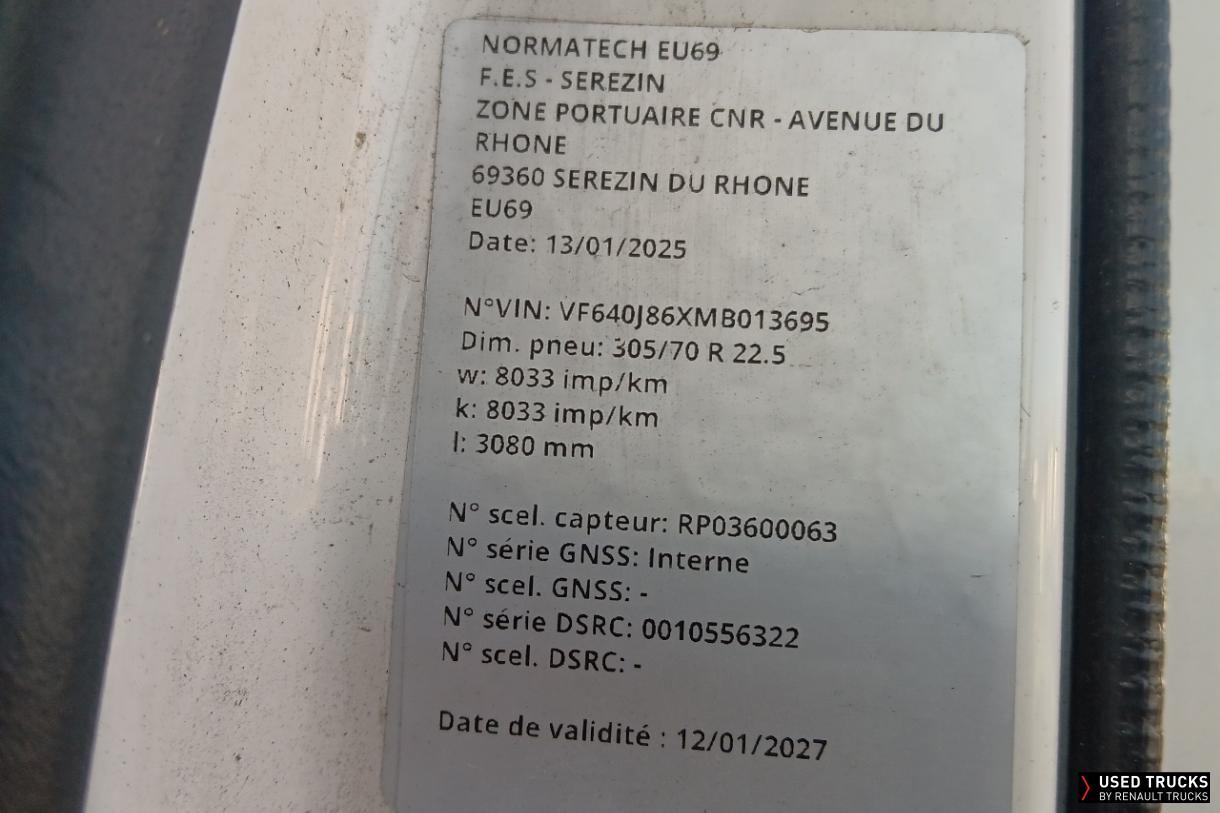 NORMATECH EU69
F.E.S - SEREZIN
ZONE PORTUAIRE CNR - AVENUE DU
RHONE
69360 SEREZIN DU RHONE
EU69
Date: 13/01/2025
N°VIN: VF640J86XMB013695
Dim. pneu: 305/70 R 22.5
w: 8033 imp/km
k: 8033 imp/km
l: 3080 mm
N° scel. capteur: RP03600063
N° série GNSS: Interne
N° scel. GNSS: -
N° série DSRC: 0010556322
N° scel. DSRC: -
Date de validité : 12/01/2027
USED TRUCKS
BY RENAULT TRUCKS